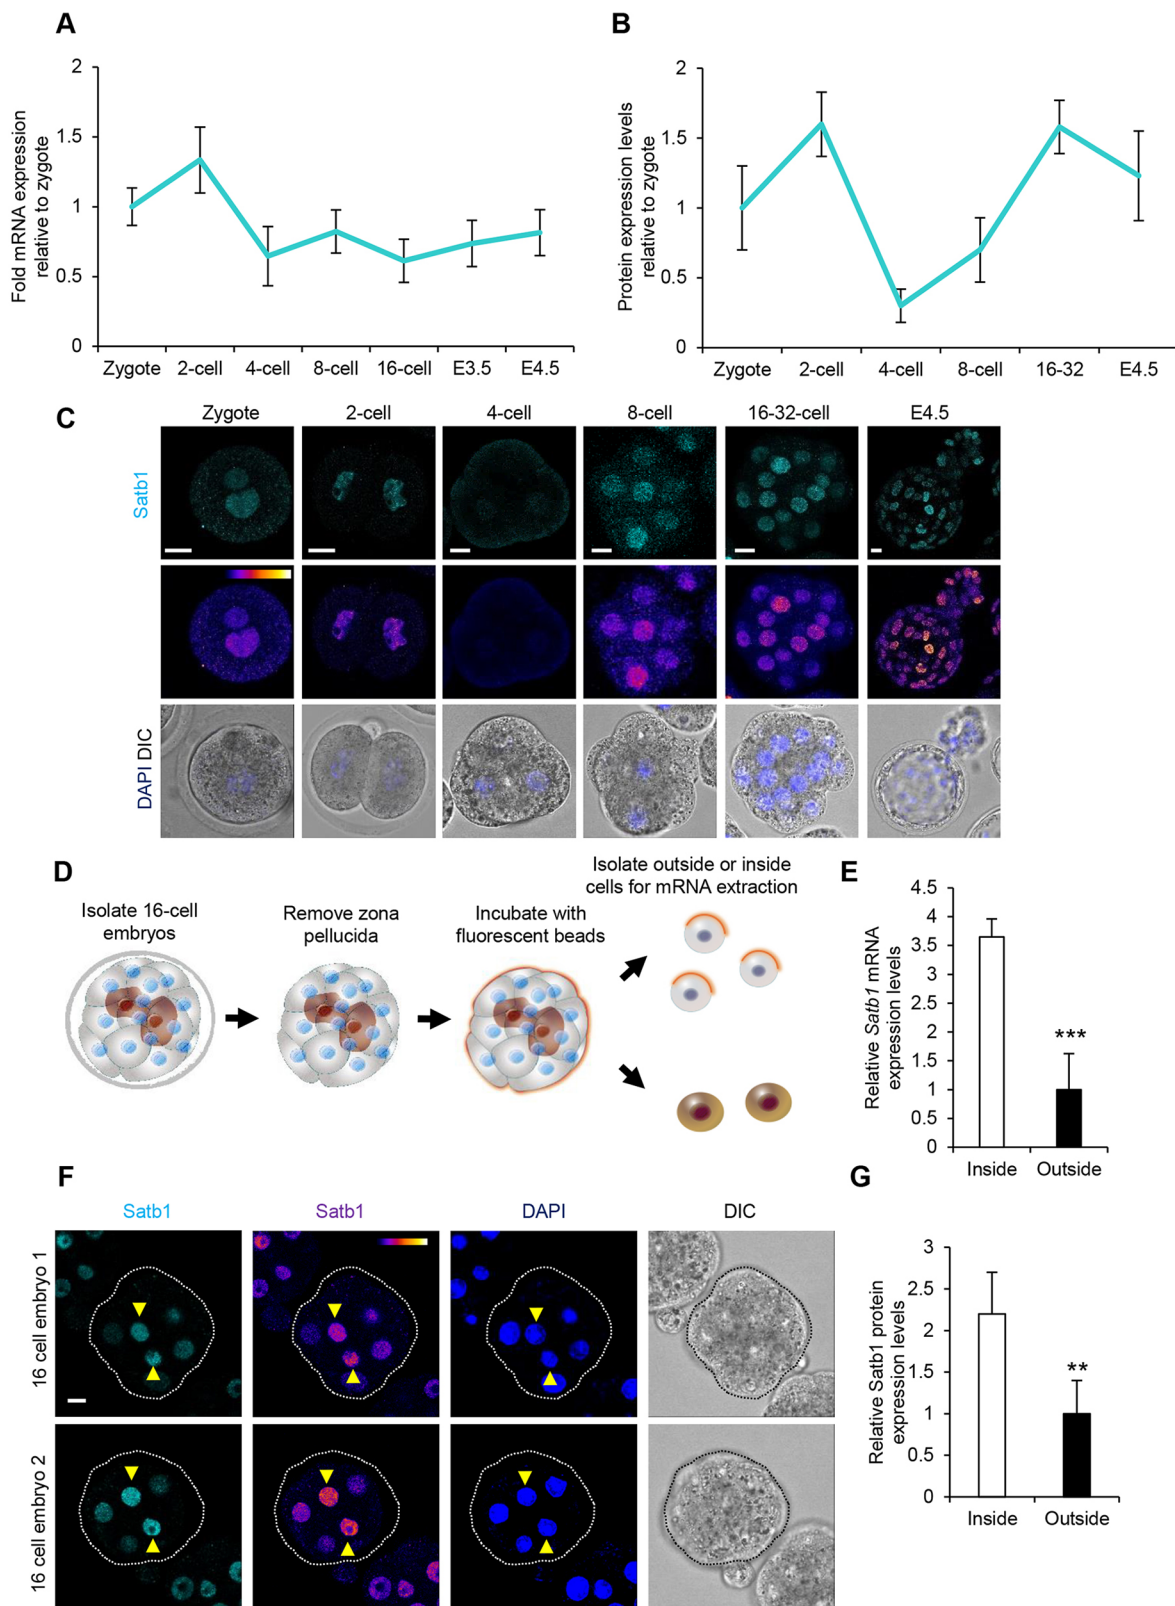 A
Fold mRNA expression
relative to zygote
2
1.5
1
0.5
0
Zygote 2-cell 4-cell 8-cell 16-cell E3.5 E4.5
B
Protein expression levels
relative to zygote
2
1.5
1
0.5
0
Zygote 2-cell 4-cell 8-cell 16-32 E4.5
C
Zygote 2-cell 4-cell 8-cell 16-32-cell E4.5
Satb1
DAPI DIC
D
Isolate 16-cell
embryos
Remove zona
pellucida
Incubate with
fluorescent beads
Isolate outside or inside
cells for mRNA extraction
E
Relative Satb1 mRNA
expression levels
4.5
4
3.5
3
2.5
2
1.5
1
0.5
0
***
Inside Outside
F
Satb1 Satb1 DAPI DIC
16 cell embryo 1
16 cell embryo 2
G
Relative Satb1 protein
expression levels
3
2.5
2
1.5
1
0.5
0
**
Inside Outside